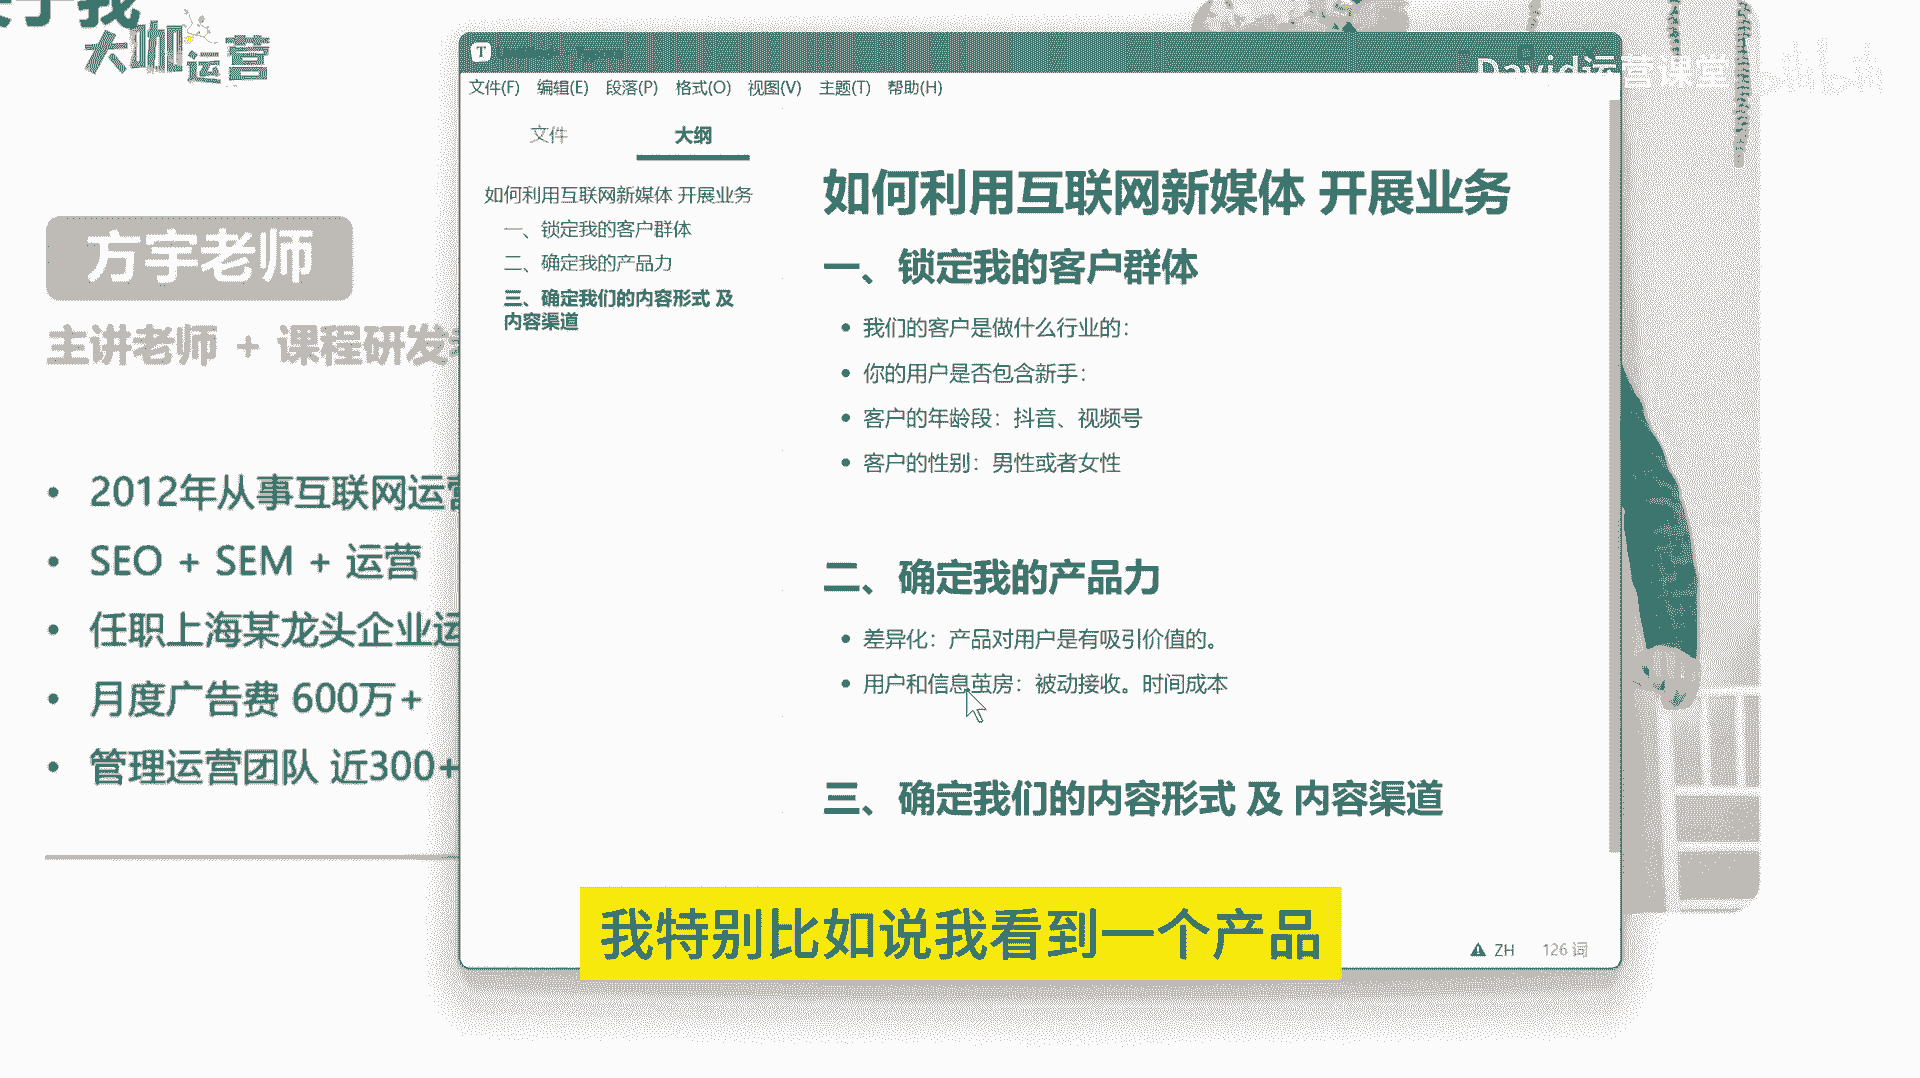 大咖运营
方宇老师
主讲老师 + 课程研发
2012年从事互联网运营
SEO + SEM + 运营
任职上海某龙头企业运
月度广告费 600万+
管理运营团队 近300+
David运营课堂
bilibili
文件(F) 编辑(E) 段落(P) 格式(O) 视图(V) 主题(T) 帮助(H)
文件 大纲
如何利用互联网新媒体 开展业务
一、锁定我的客户群体
二、确定我的产品力
三、确定我们的内容形式 及
内容渠道
如何利用互联网新媒体 开展业务
一、锁定我的客户群体
我们的客户是做什么行业的：
你的用户是否包含新手：
客户的年龄段：抖音、视频号
客户的性别：男性或者女性
二、确定我的产品力
差异化：产品对用户是有吸引价值的。
用户和信息茧房：被动接收。时间成本
三、确定我们的内容形式 及 内容渠道
ZH 126 词
我特别比如说我看到一个产品